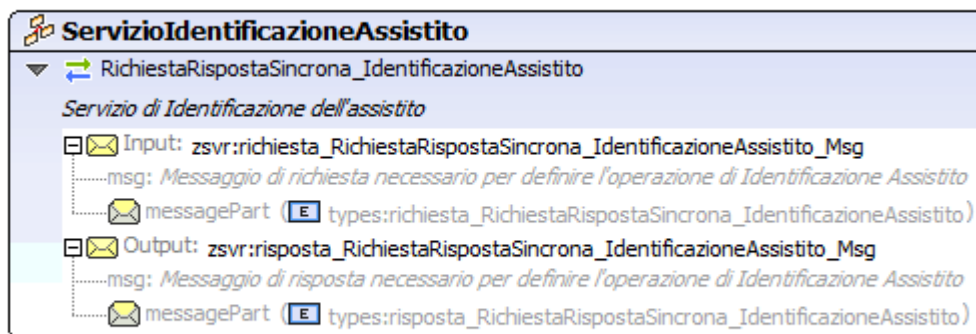 ServizioIdentificazioneAssistito
RichiestaRispostaSincrona_IdentificazioneAssistito
Servizio di Identificazione dell'assistito
Input: zsvr:richiesta_RichiestaRispostaSincrona_IdentificazioneAssistito_Msg
msg: Messaggio di richiesta necessario per definire l'operazione di Identificazione Assistito
messagePart (E types:richiesta_RichiestaRispostaSincrona_IdentificazioneAssistito)
Output: zsvr:risposta_RichiestaRispostaSincrona_IdentificazioneAssistito_Msg
msg: Messaggio di risposta necessario per definire l'operazione di Identificazione Assistito
messagePart (E types:risposta_RichiestaRispostaSincrona_IdentificazioneAssistito)